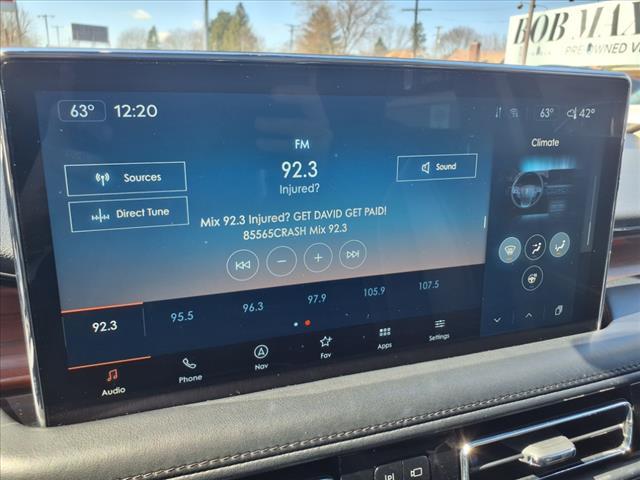 BOB MAX
PRE-OWNED VE
63° 12:20
63° 42°
FM
92.3
Injured?
Climate
Sources
Sound
Direct Tune
Mix 92.3 Injured? GET DAVID GET PAID!
85565CRASH Mix 92.3
92.3 95.5 96.3 97.9 105.9 107.5
Audio Phone Nav Fav Apps Settings